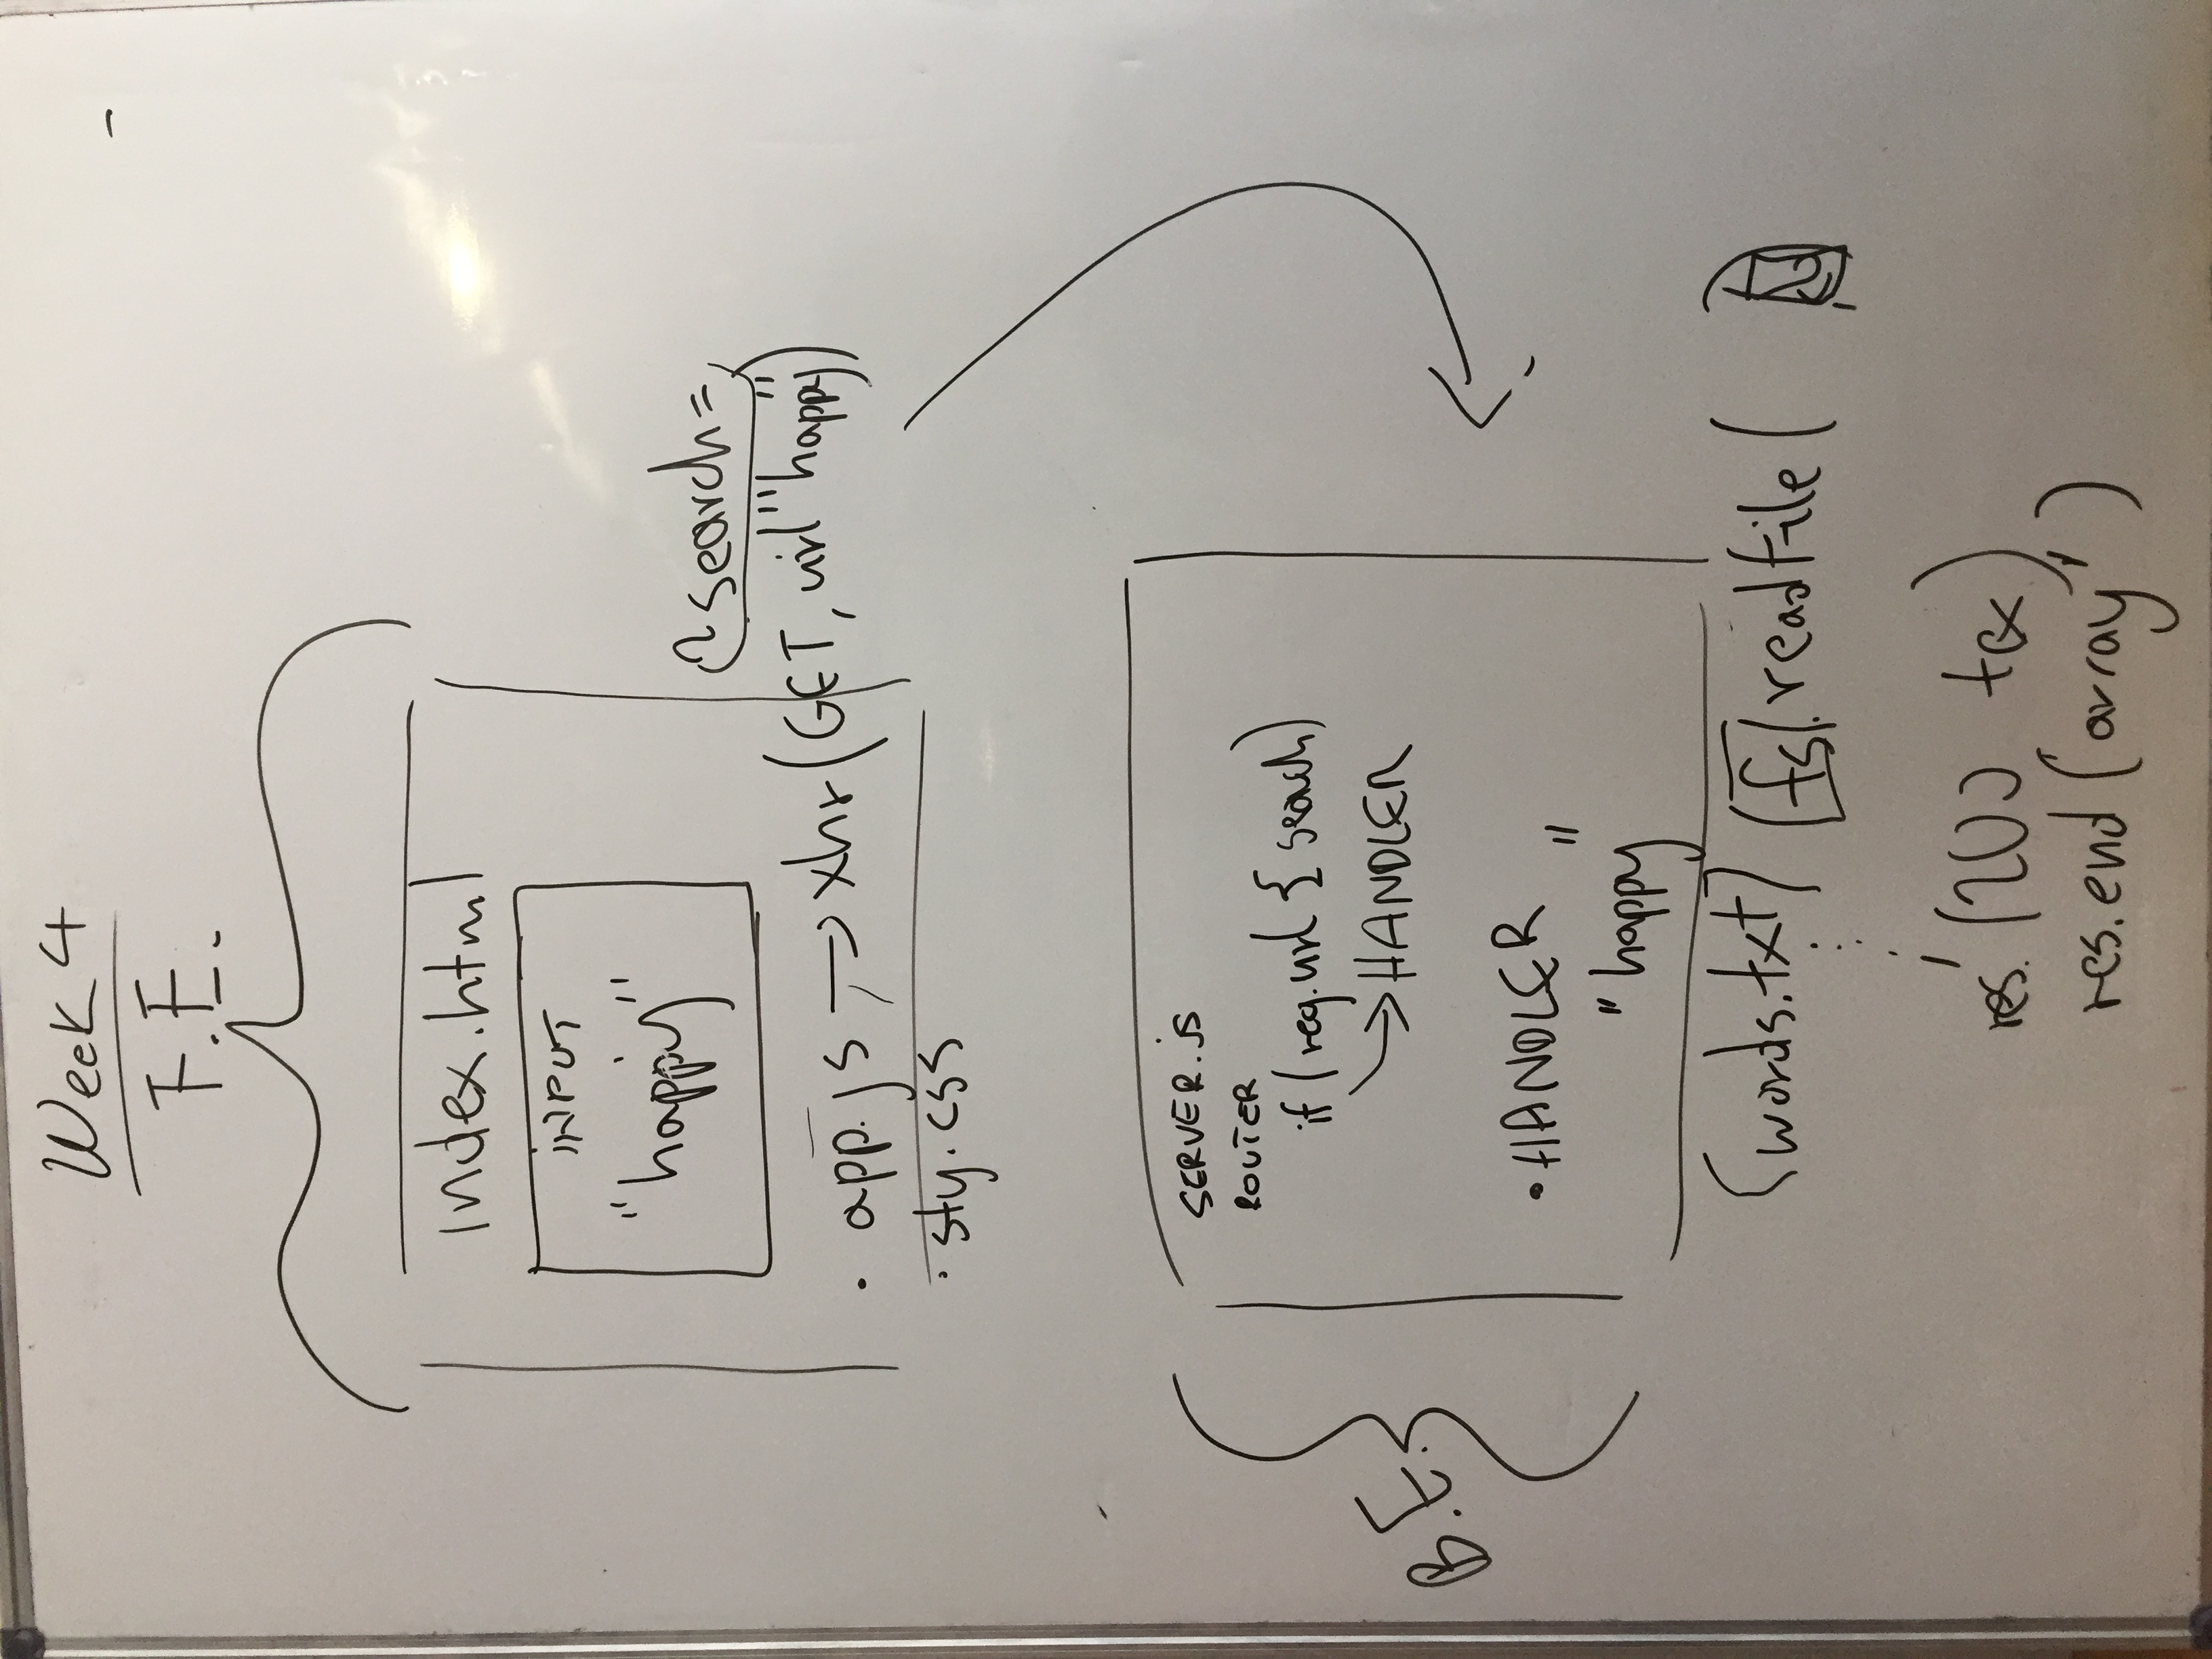 Week 4
F.E.
index.html
INPUT
"happy"
?search=
• app.js → xhr(GET, url "happy")
• sty.css
B.E.
SERVER.js
ROUTER
if (req.url { search)
→ HANDLER
• HANDLER
"happy"
(words.txt) (fs).readFile(
res. (200 tex)
res.end ("array")